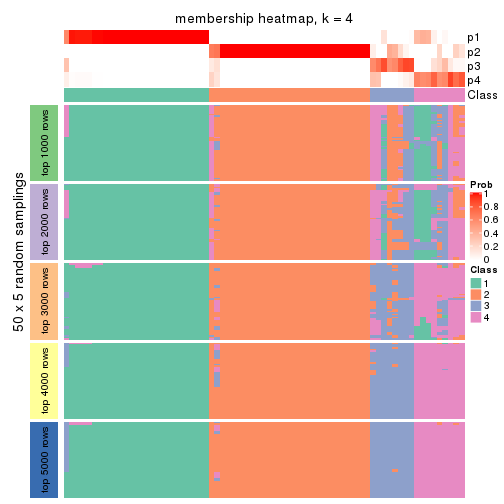 membership heatmap, k = 4
p1
p2
p3
p4
Class
50 x 5 random samplings
top 1000 rows
top 2000 rows
top 3000 rows
top 4000 rows
top 5000 rows
Prob
1
0.8
0.6
0.4
0.2
0
Class
1
2
3
4